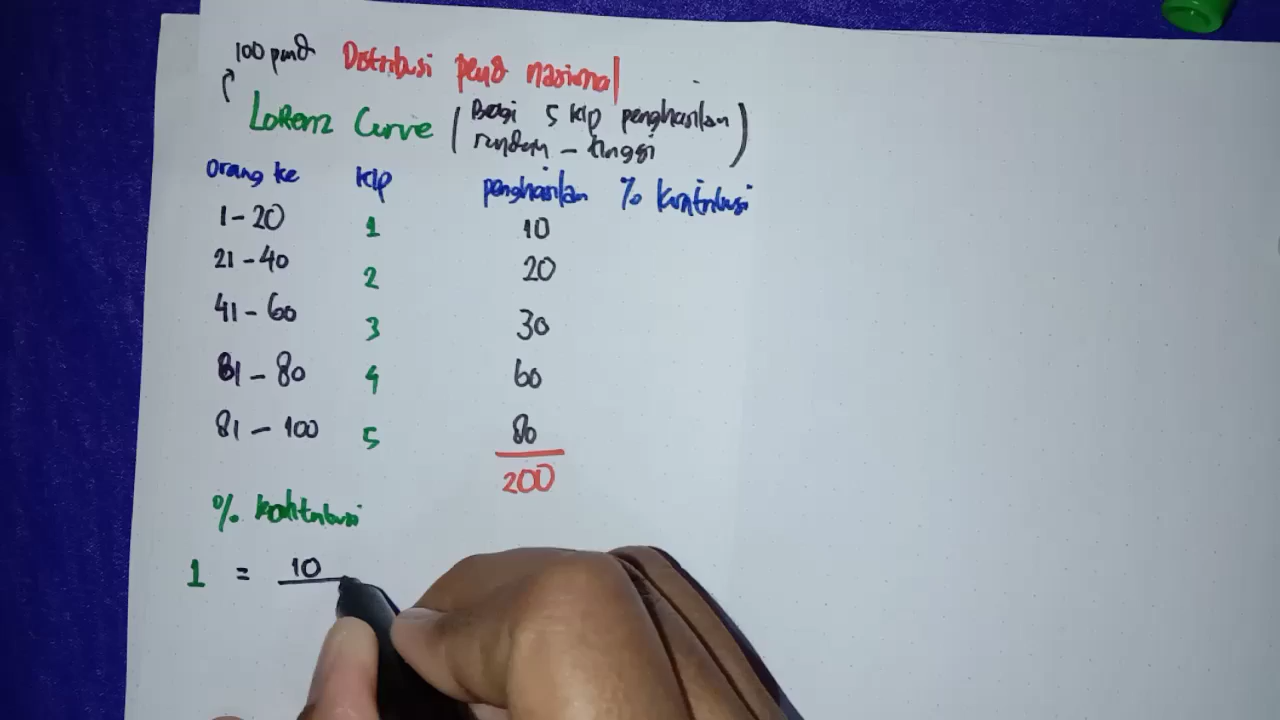 100 pend
Distribusi pend nasional
Lorenz Curve (Bagi 5 klp penghasilan
rendem - tinggi)
Orang ke klp penghasilan % kontribusi
1-20 1 10
21-40 2 20
41-60 3 30
81-80 4 60
81-100 5 80
200
% kontribusi
1 = 10